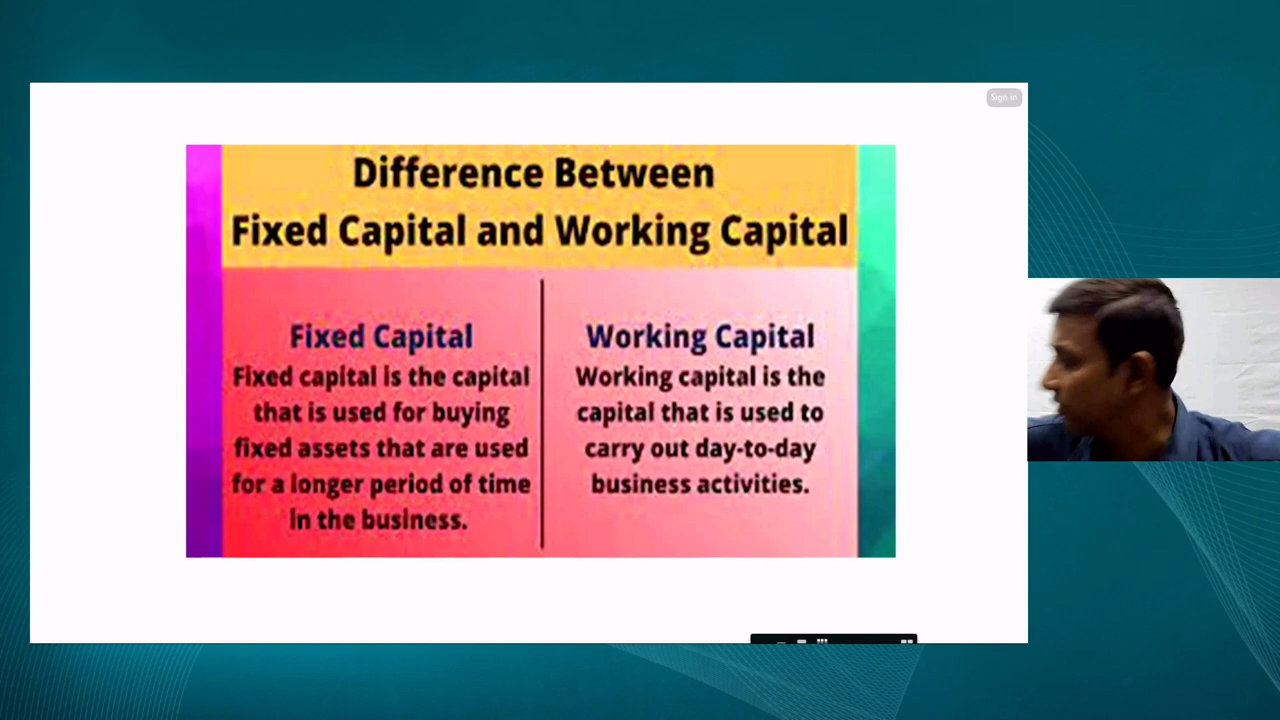 Sign in
Difference Between
Fixed Capital and Working Capital
Fixed Capital
Fixed capital is the capital
that is used for buying
fixed assets that are used
for a longer period of time
in the business.
Working Capital
Working capital is the
capital that is used to
carry out day-to-day
business activities.